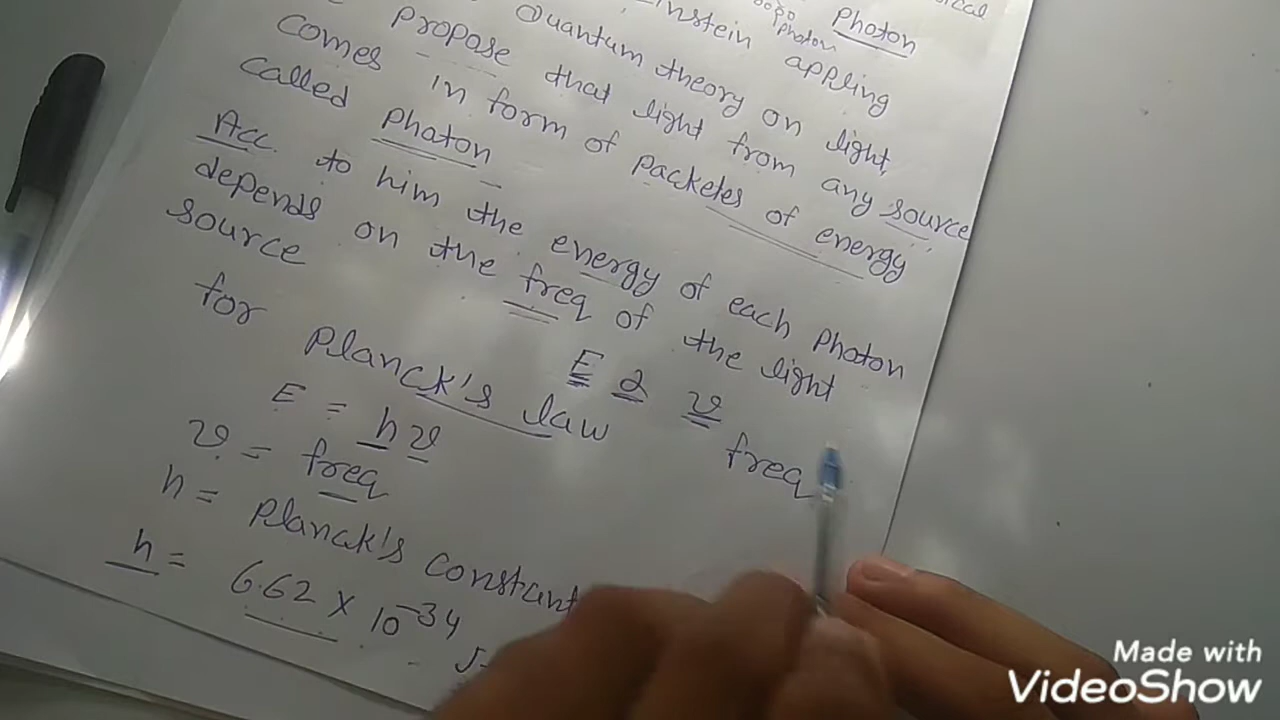 Photon
photon
Einstein appling
Quantum theory on light,
propose that light from any source
comes in form of packetes of energy
called photon
Acc. to him the energy of each photon
depends on the freq of the light
source
E α ν
freq
for Planck's law
E = hν
ν = freq
h = Planck's constant
h = 6.62 × 10⁻³⁴ J-
Made with
VideoShow